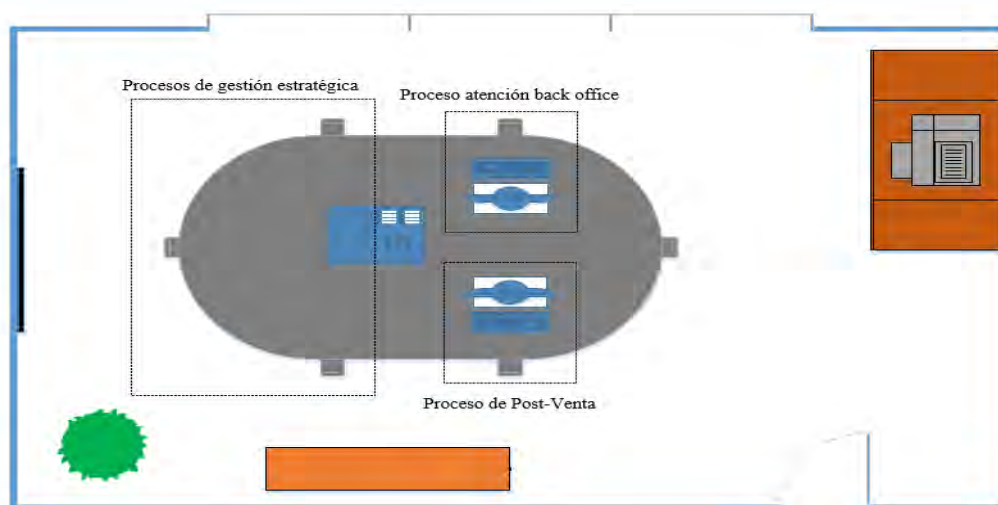 Procesos de gestión estratégica
Proceso atención back office
Proceso de Post-Venta